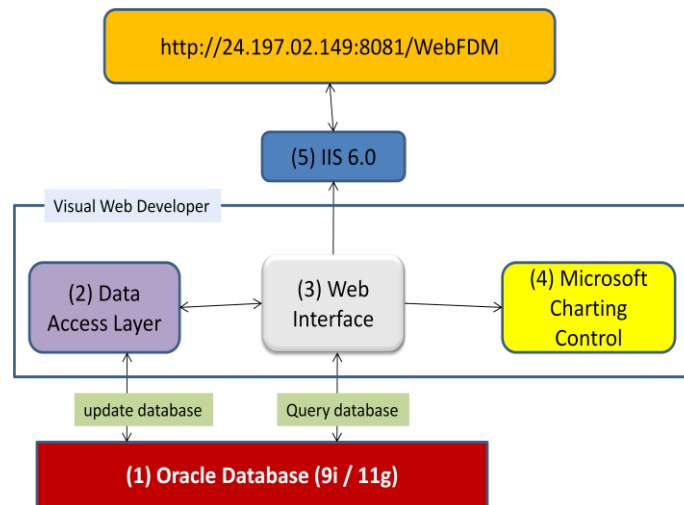 http://24.197.02.149:8081/WebFDM
(5) IIS 6.0
Visual Web Developer
(2) Data
Access Layer
(3) Web
Interface
(4) Microsoft
Charting
Control
update database
Query database
(1) Oracle Database (9i / 11g)